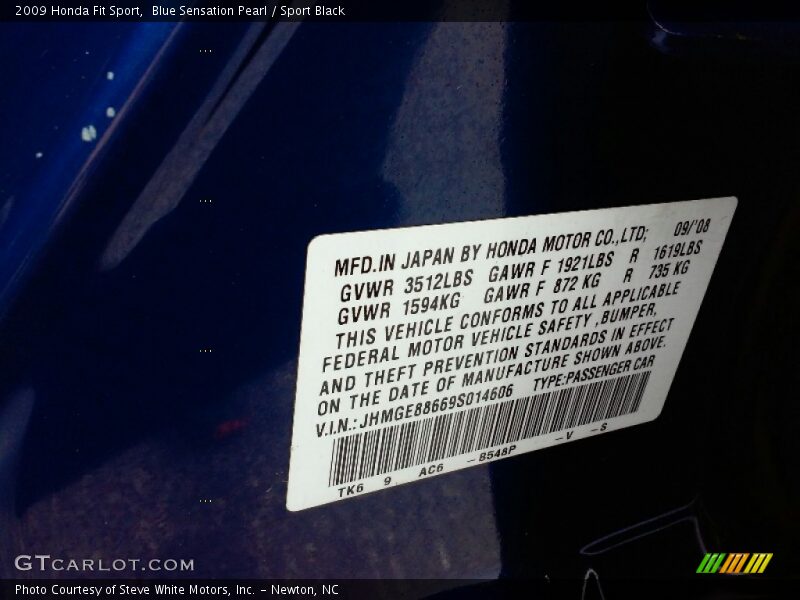 2009 Honda Fit Sport,  Blue Sensation Pearl / Sport Black
MFD.IN JAPAN BY HONDA MOTOR CO.,LTD; 09/'08
GVWR 3512LBS GAWR F 1921LBS R 1619LBS
GVWR 1594KG GAWR F 872 KG R 735 KG
THIS VEHICLE CONFORMS TO ALL APPLICABLE
FEDERAL MOTOR VEHICLE SAFETY ,BUMPER,
AND THEFT PREVENTION STANDARDS IN EFFECT
ON THE DATE OF MANUFACTURE SHOWN ABOVE.
V.I.N.: JHMGE88669S014606 TYPE:PASSENGER CAR
TK6 9 AC6 -B548P -V -S
GTCARLOT.COM
Photo Courtesy of Steve White Motors, Inc. – Newton, NC